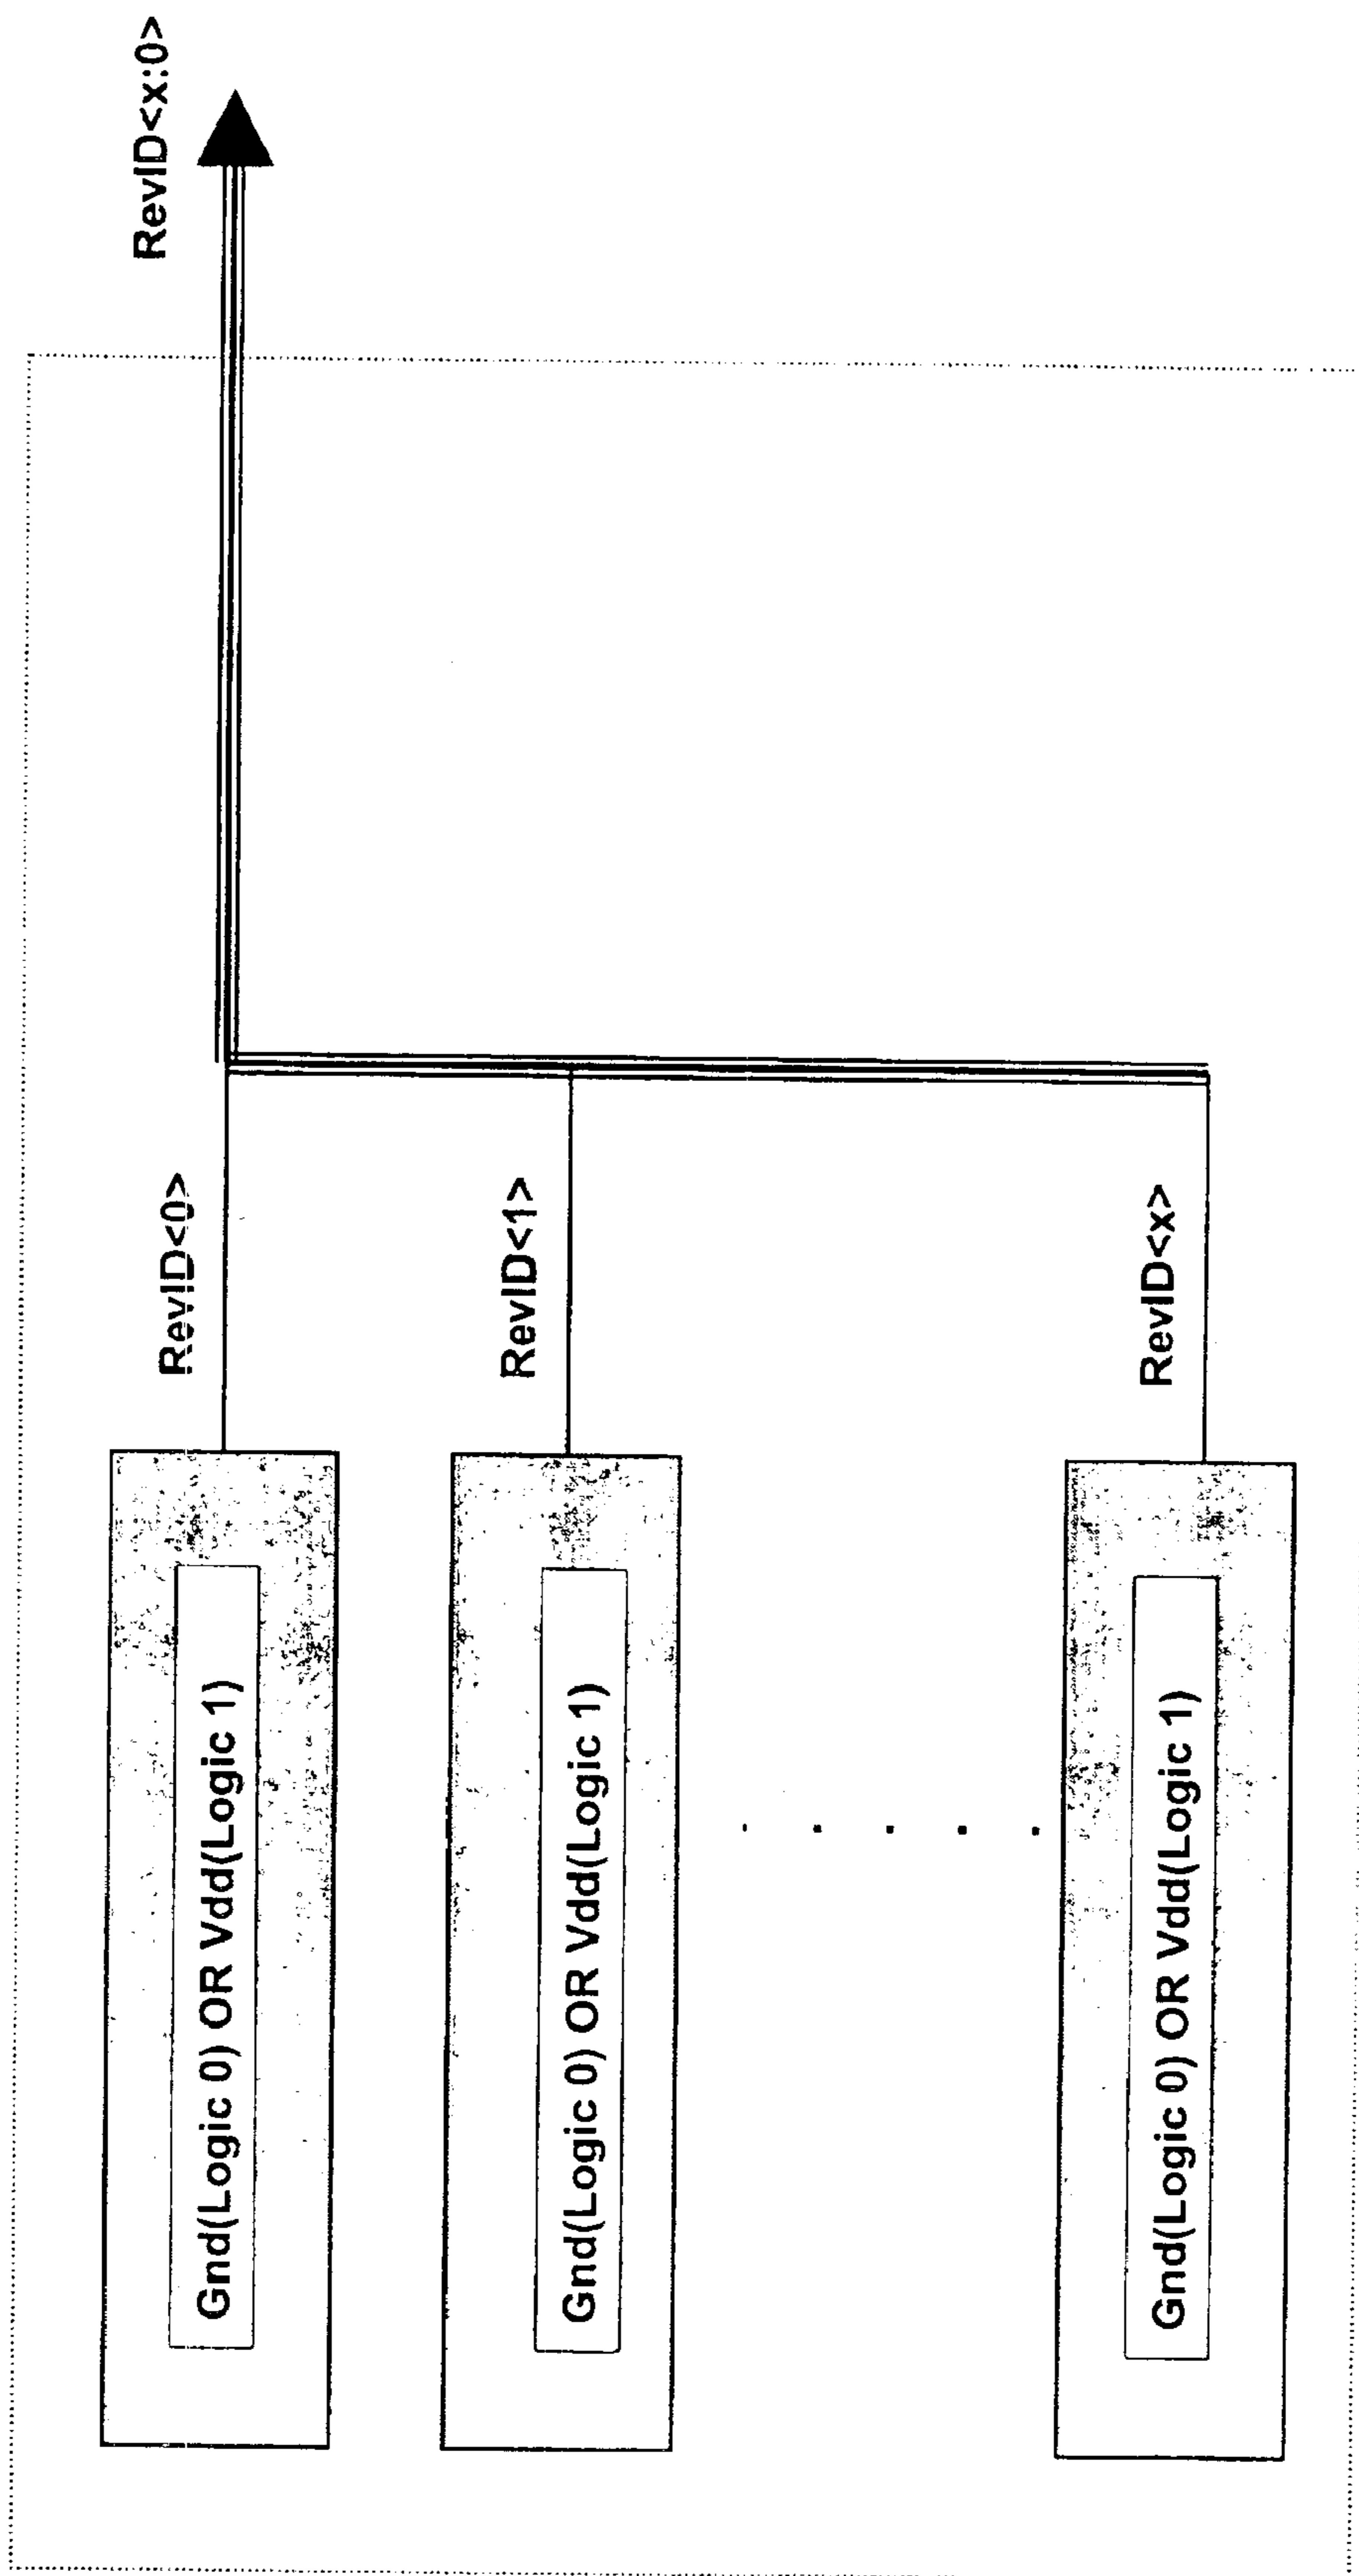 RevID<x:0>
RevID<0>
Gnd(Logic 0) OR Vdd(Logic 1)
RevID<1>
Gnd(Logic 0) OR Vdd(Logic 1)
RevID<x>
Gnd(Logic 0) OR Vdd(Logic 1)